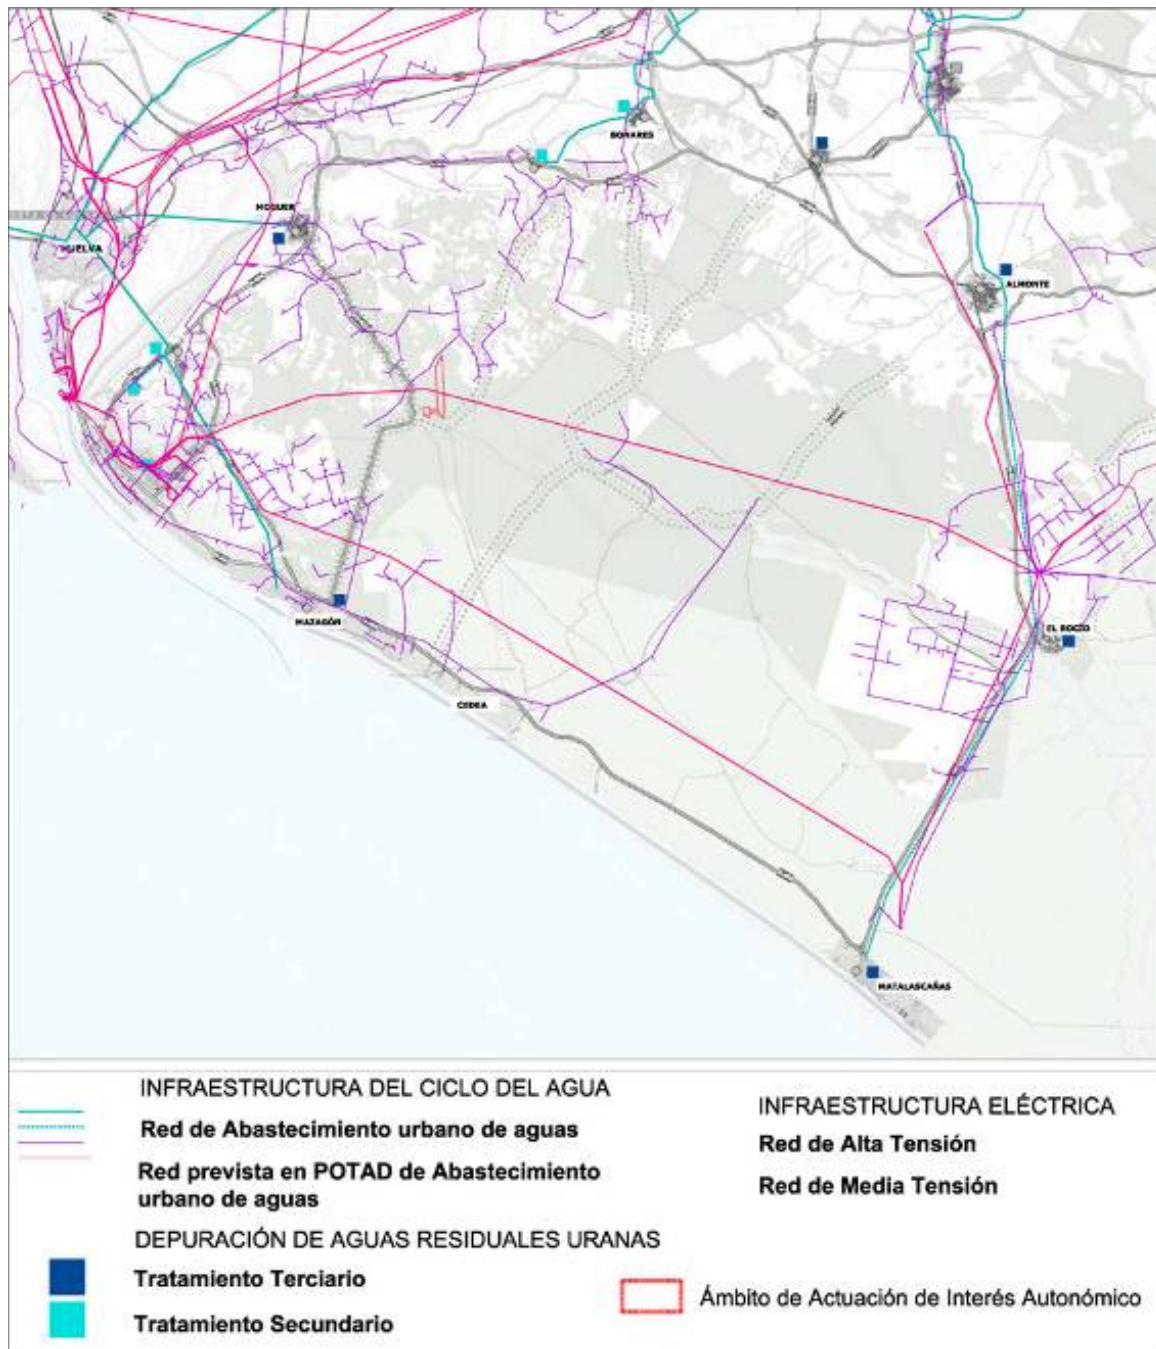 BONARES
MOGUER
HUELVA
ALMONTE
MAZAGÓN
EL ROCÍO
CEDEA
MATALASCAÑAS
INFRAESTRUCTURA DEL CICLO DEL AGUA
Red de Abastecimiento urbano de aguas
Red prevista en POTAD de Abastecimiento
urbano de aguas
INFRAESTRUCTURA ELÉCTRICA
Red de Alta Tensión
Red de Media Tensión
DEPURACIÓN DE AGUAS RESIDUALES URANAS
Tratamiento Terciario
Tratamiento Secundario
Ámbito de Actuación de Interés Autonómico